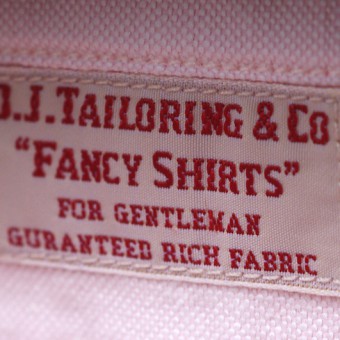 D.J. TAILORING & CO
"FANCY SHIRTS"
FOR GENTLEMAN
GURANTEED RICH FABRIC